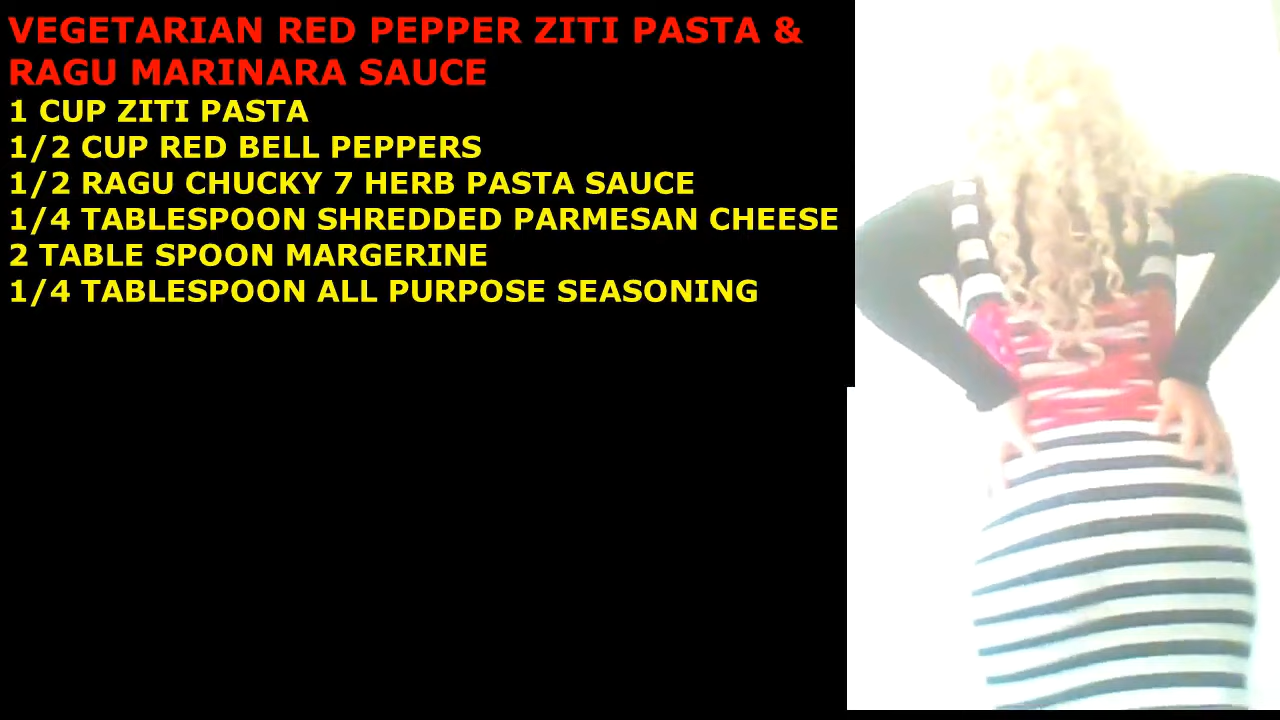 VEGETARIAN RED PEPPER ZITI PASTA &
RAGU MARINARA SAUCE
1 CUP ZITI PASTA
1/2 CUP RED BELL PEPPERS
1/2 RAGU CHUCKY 7 HERB PASTA SAUCE
1/4 TABLESPOON SHREDDED PARMESAN CHEESE
2 TABLE SPOON MARGERINE
1/4 TABLESPOON ALL PURPOSE SEASONING